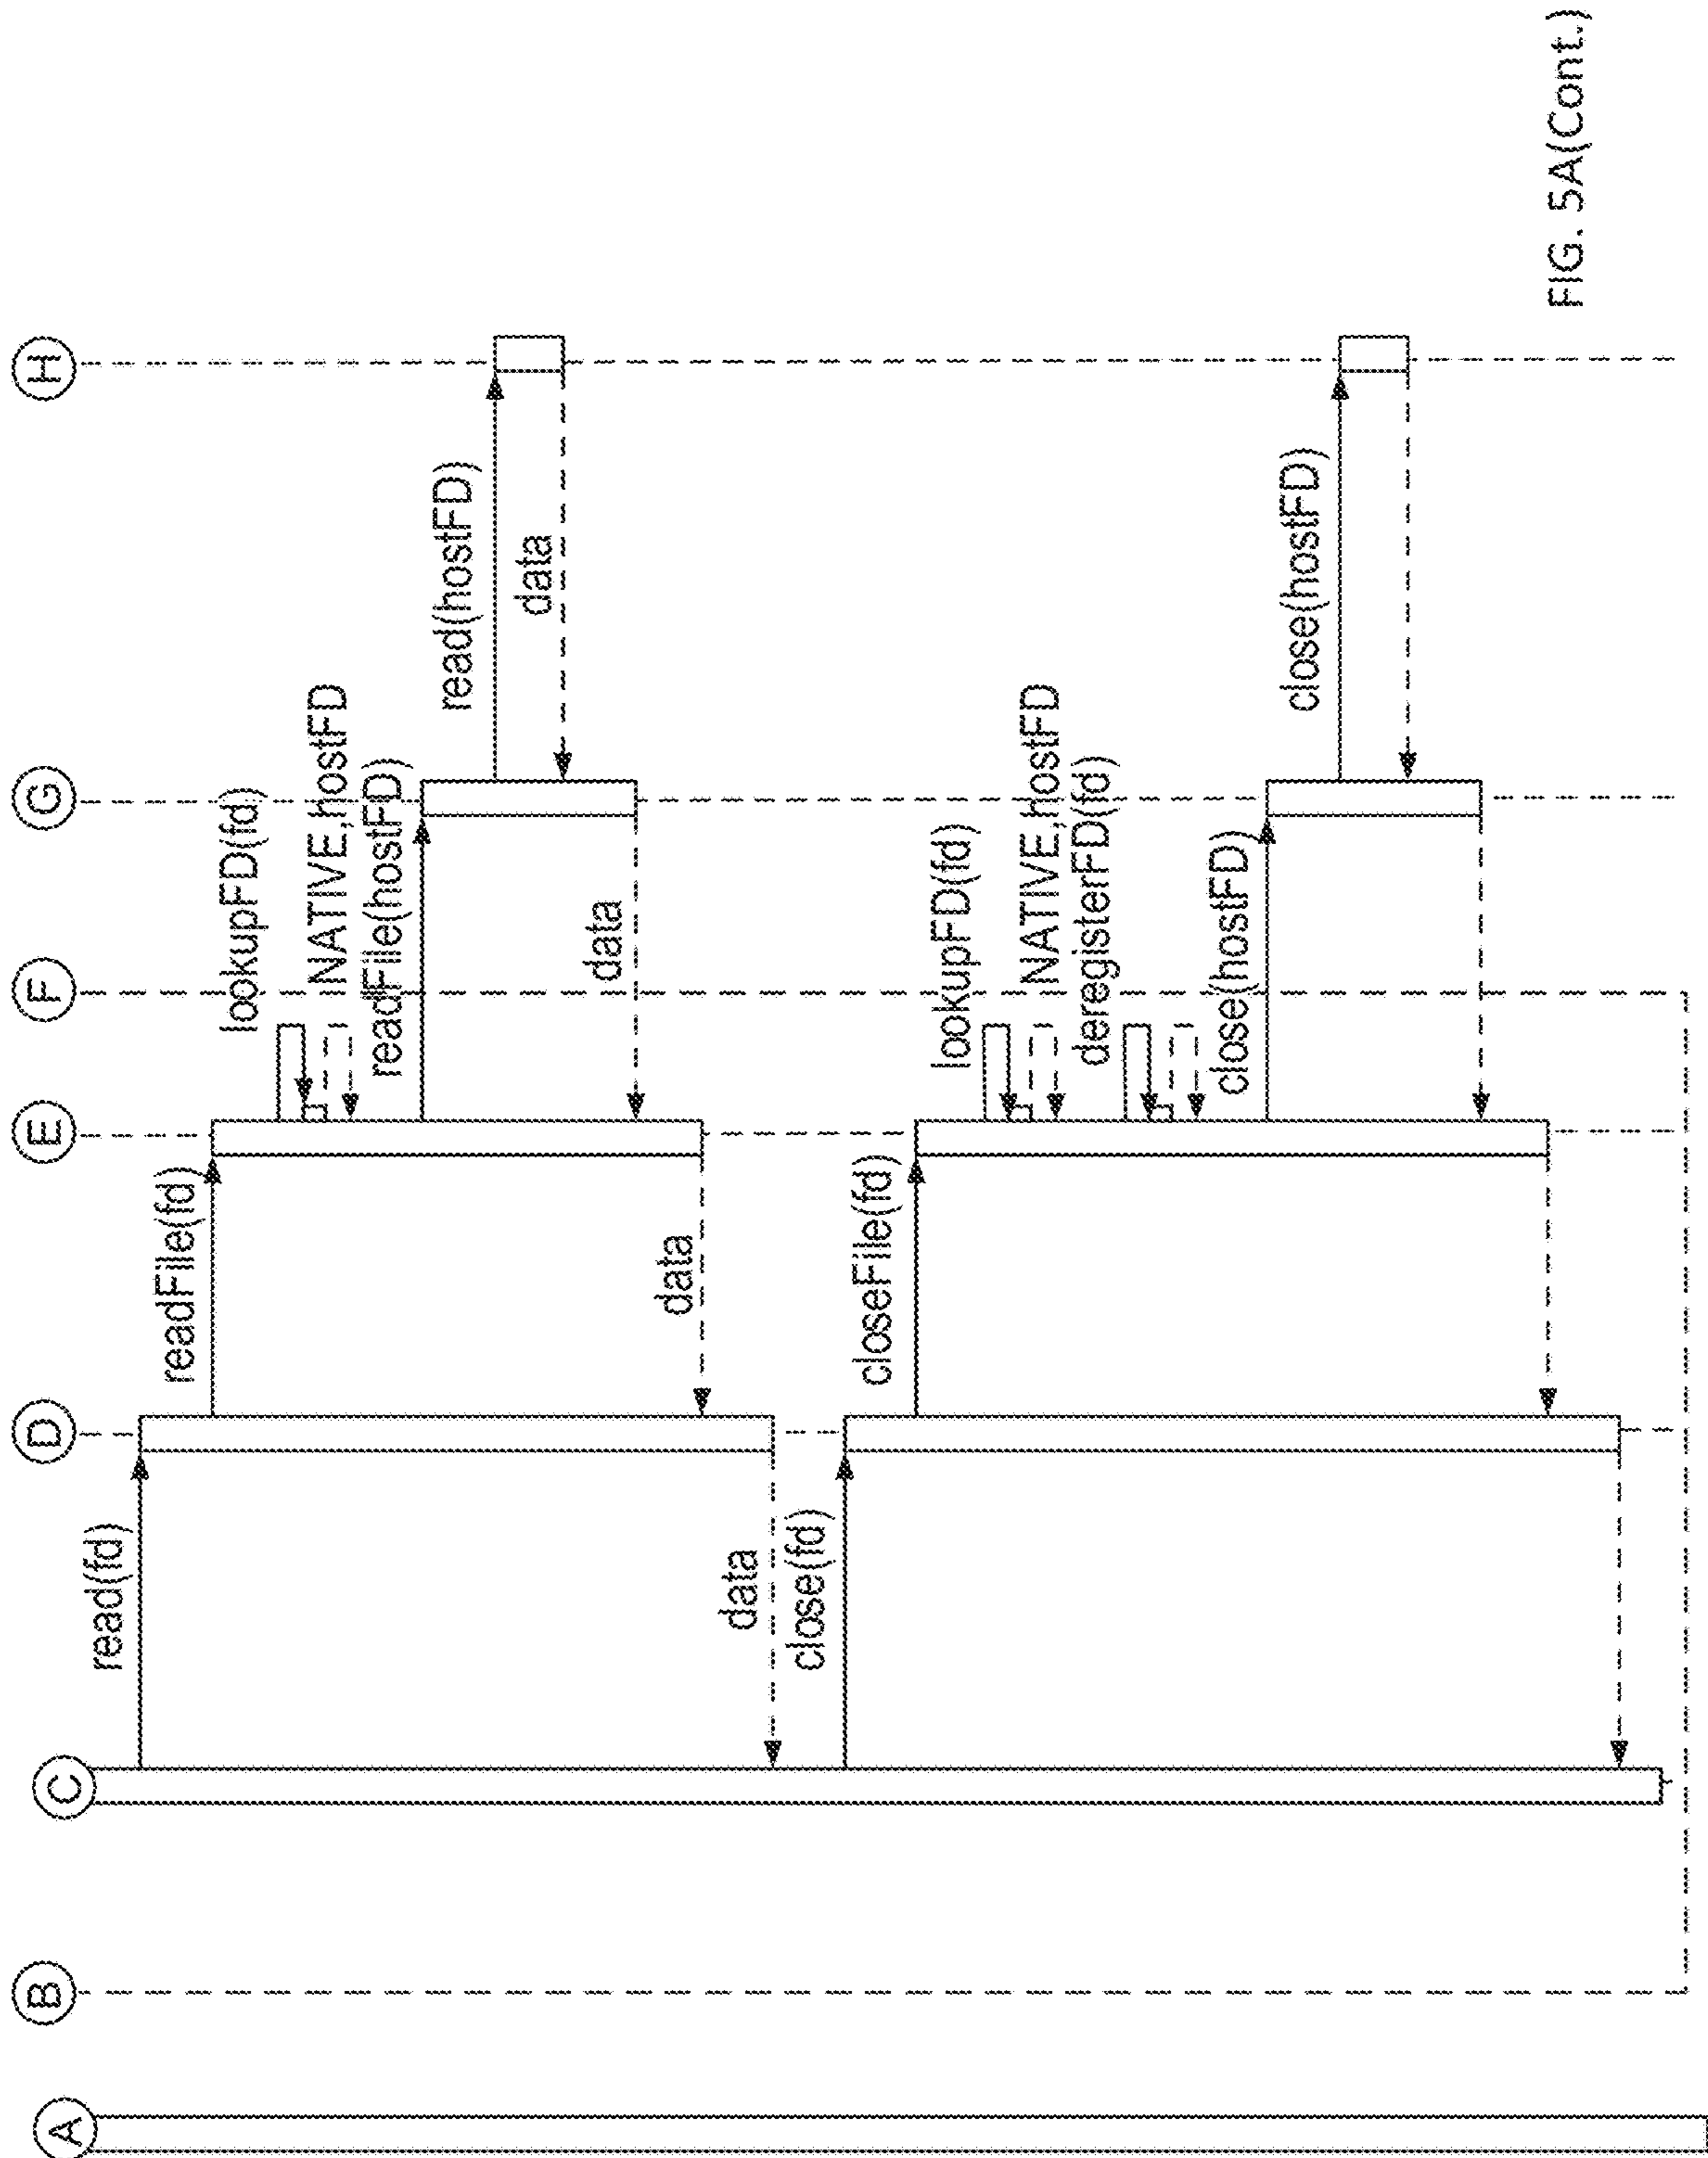 A
B
C
D
E
F
G
H
read(fd)
readFile(fd)
lookupFD(fd)
NATIVE,hostFD
readFile(hostFD)
read(hostFD)
data
data
data
data
close(fd)
closeFile(fd)
lookupFD(fd)
NATIVE,hostFD
deregisterFD(fd)
close(hostFD)
close(hostFD)
FIG. 5A(Cont.)